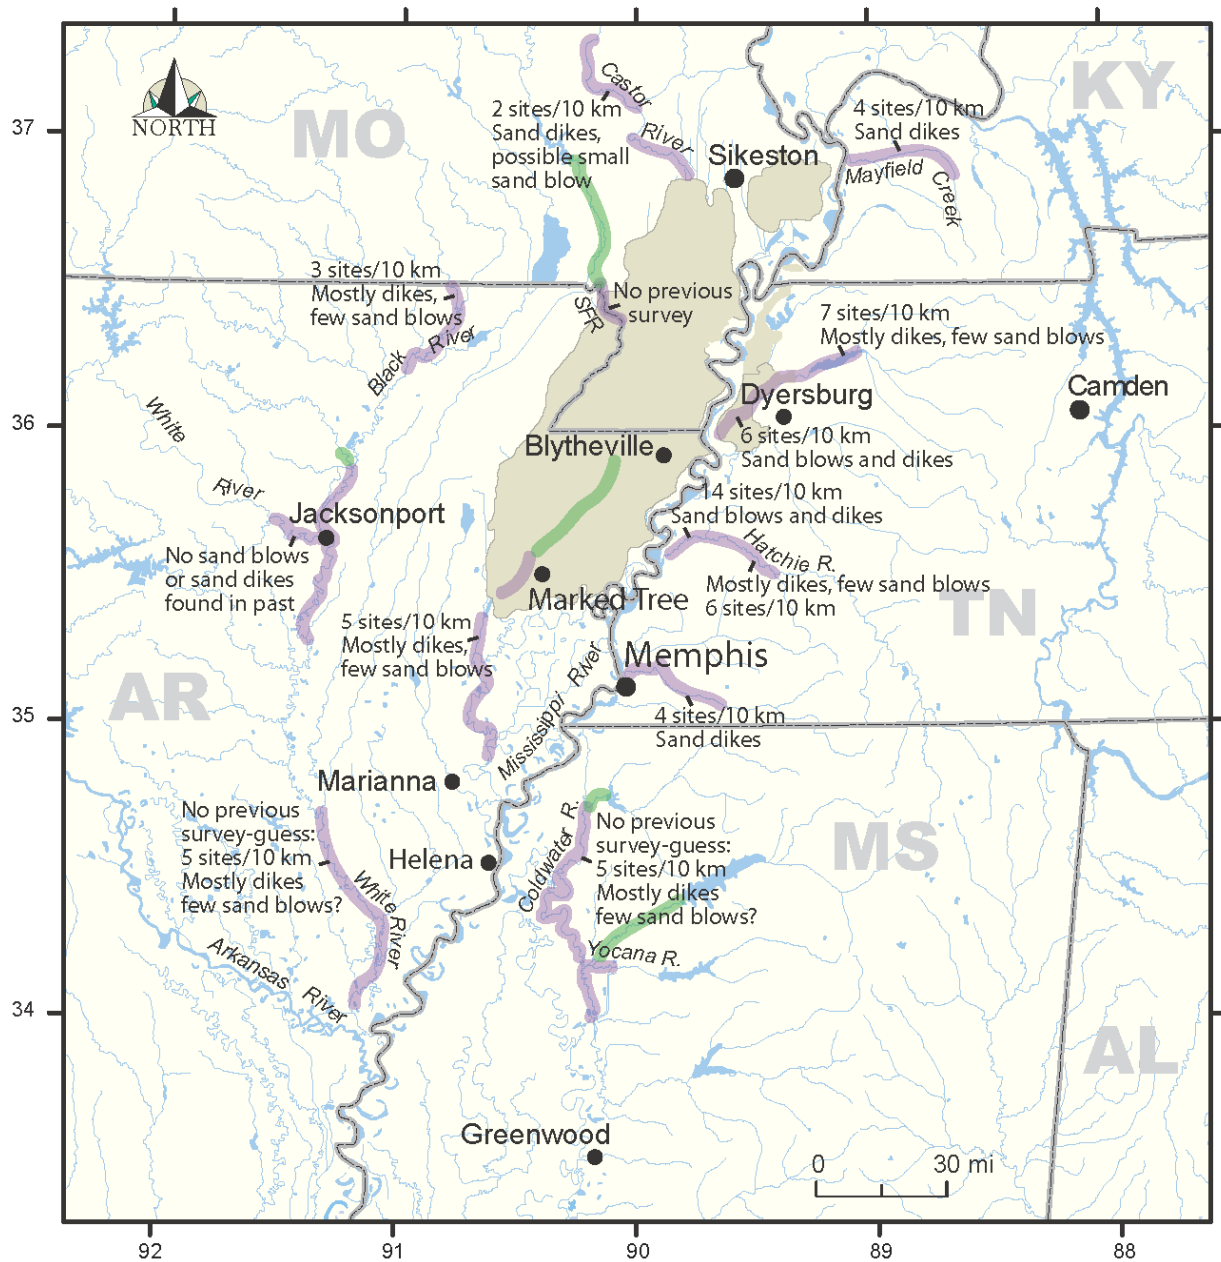 KY
MO
NORTH
37
Castor
River
2 sites/10 km
Sand dikes,
possible small
sand blow
Sikeston
4 sites/10 km
Sand dikes
Mayfield
Creek
3 sites/10 km
Mostly dikes,
few sand blows
Black River
SFR
No previous
survey
7 sites/10 km
Mostly dikes, few sand blows
Camden
Dyersburg
36
White
River
Blytheville
6 sites/10 km
Sand blows and dikes
14 sites/10 km
Sand blows and dikes
Jacksonport
No sand blows
or sand dikes
found in past
Hatchie R.
Mostly dikes, few sand blows
6 sites/10 km
Marked Tree
TN
5 sites/10 km
Mostly dikes,
few sand blows
Memphis
Mississippi River
AR
35
4 sites/10 km
Sand dikes
Marianna
No previous
survey-guess:
5 sites/10 km
Mostly dikes
few sand blows?
Helena
White River
Coldwater R.
No previous
survey-guess:
5 sites/10 km
Mostly dikes
few sand blows?
MS
Yocana R.
Arkansas River
34
AL
Greenwood
0 30 mi
92 91 90 89 88